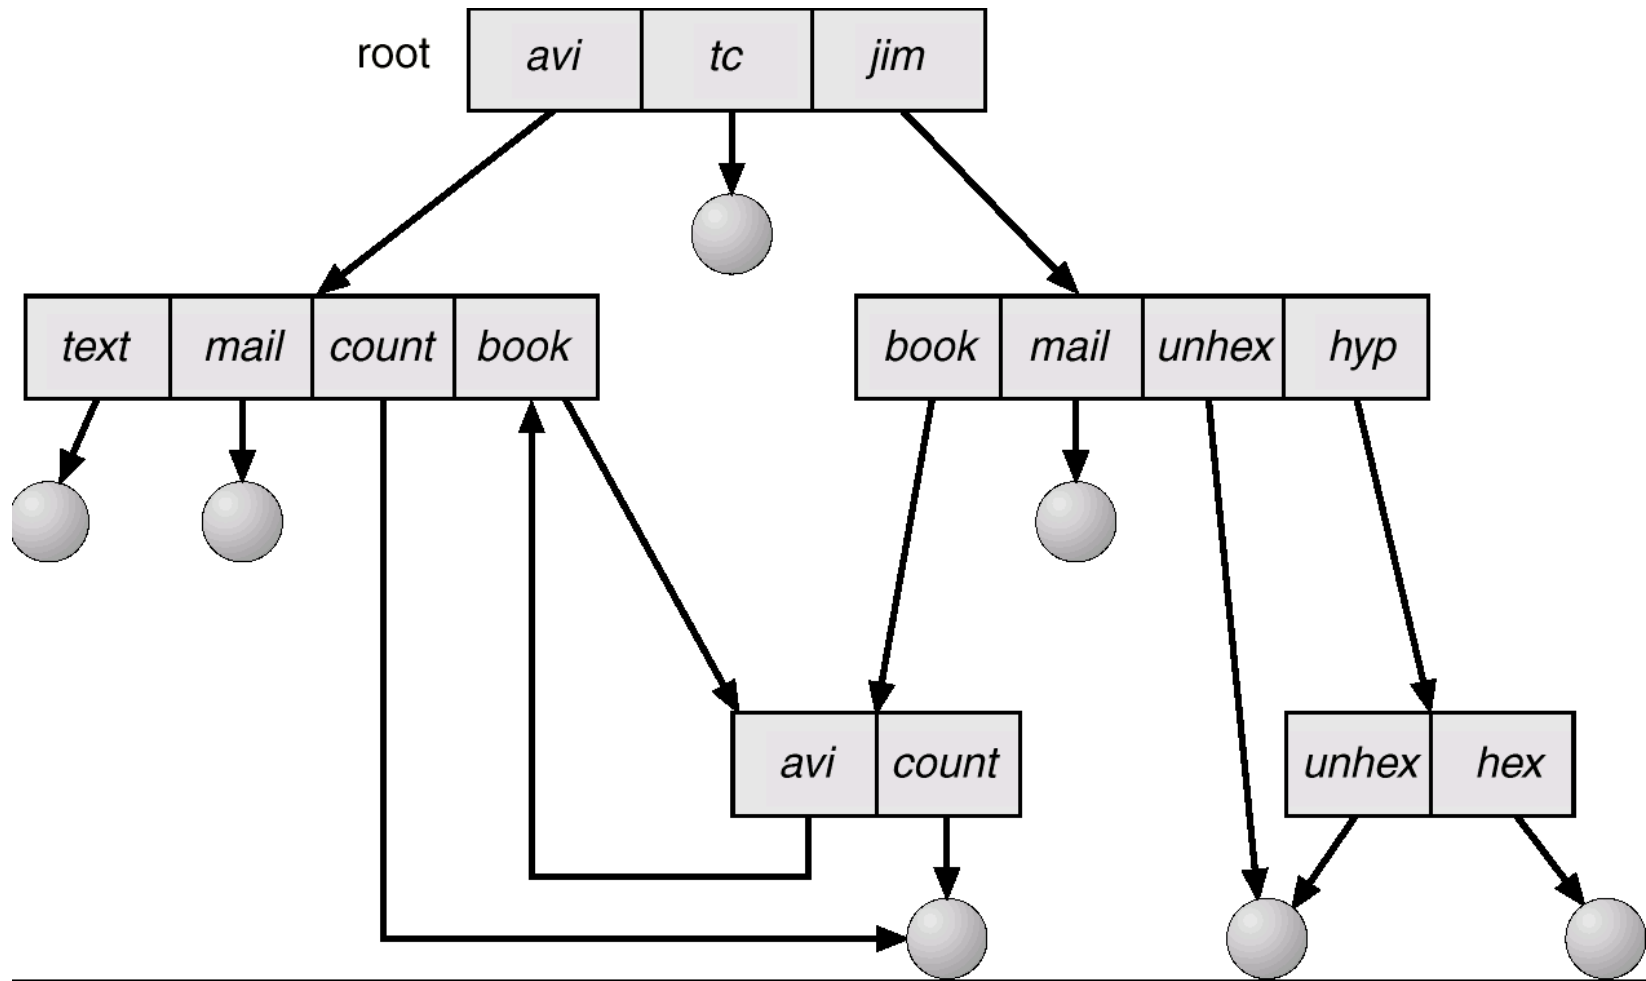 root avi tc jim
text mail count book book mail unhex hyp
avi count unhex hex